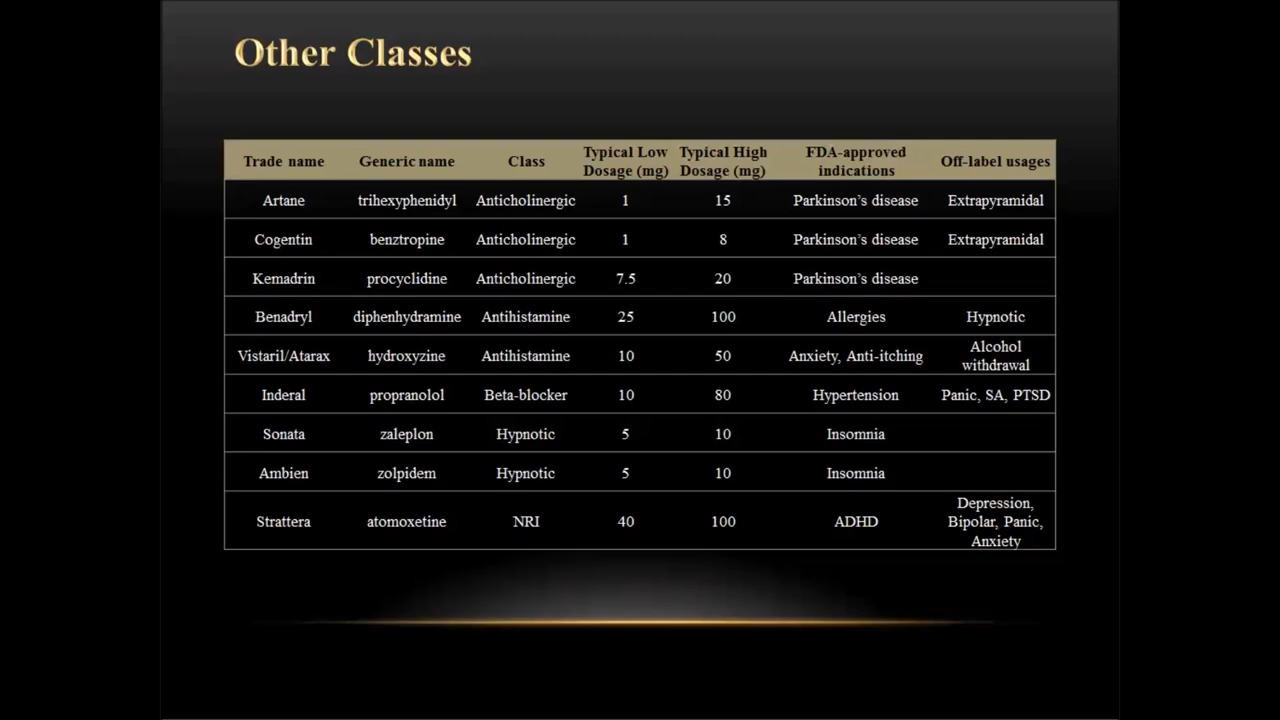 Other Classes
Trade name Generic name Class Typical Low Dosage (mg) Typical High Dosage (mg) FDA-approved indications Off-label usages
Artane trihexyphenidyl Anticholinergic 1 15 Parkinson's disease Extrapyramidal
Cogentin benztropine Anticholinergic 1 8 Parkinson's disease Extrapyramidal
Kemadrin procyclidine Anticholinergic 7.5 20 Parkinson's disease
Benadryl diphenhydramine Antihistamine 25 100 Allergies Hypnotic
Vistaril/Atarax hydroxyzine Antihistamine 10 50 Anxiety, Anti-itching Alcohol withdrawal
Inderal propranolol Beta-blocker 10 80 Hypertension Panic, SA, PTSD
Sonata zaleplon Hypnotic 5 10 Insomnia
Ambien zolpidem Hypnotic 5 10 Insomnia
Strattera atomoxetine NRI 40 100 ADHD Depression, Bipolar, Panic, Anxiety